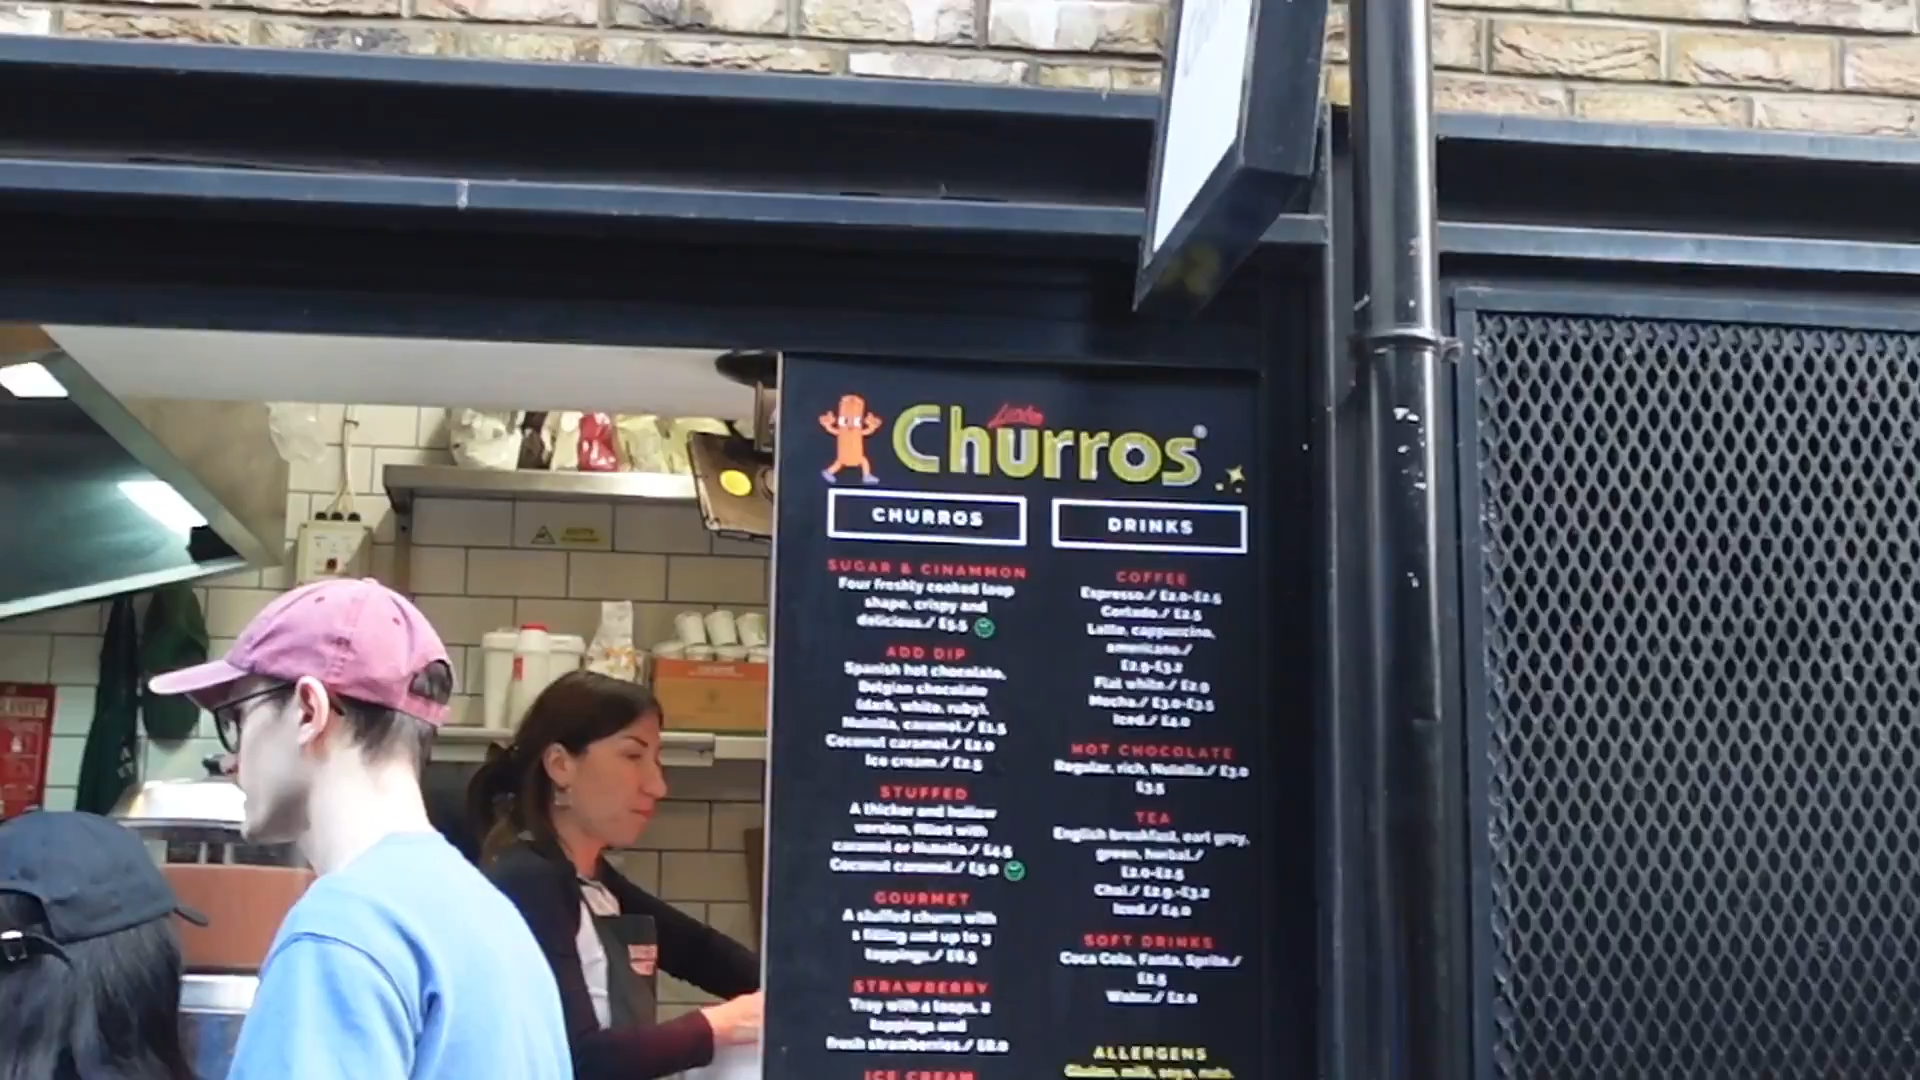 Churros
CHURROS
SUGAR & CINAMMON
Four freshly cooked loop
shape, crispy and
delicious./ £5.5
ADD DIP
Spanish hot chocolate,
Belgian chocolate
(dark, white, ruby),
Nutella, caramel./ £1.5
Coconut caramel./ £2.0
Ice cream./ £2.5
STUFFED
A thicker and hollow
version, filled with
caramel or Nutella./ £4.5
Coconut caramel./ £5.0
GOURMET
A stuffed churro with
1 filling and up to 3
toppings./ £6.5
STRAWBERRY
Tray with 4 loops, 2
toppings and
fresh strawberries./ £8.0
ICE CREAM
DRINKS
COFFEE
Espresso./ £2.0-£2.5
Cortado./ £2.5
Latte, cappuccino,
americano./
£2.9-£3.2
Flat white./ £2.9
Mocha./ £3.0-£3.5
Iced./ £4.0
HOT CHOCOLATE
Regular, rich, Nutella./ £3.0
£3.5
TEA
English breakfast, earl grey,
green, herbal./
£2.0-£2.5
Chai./ £2.9.-£3.2
Iced./ £4.0
SOFT DRINKS
Coca Cola, Fanta, Sprite./
£2.5
Water./ £2.0
ALLERGENS
Gluten, milk, soya, nuts,